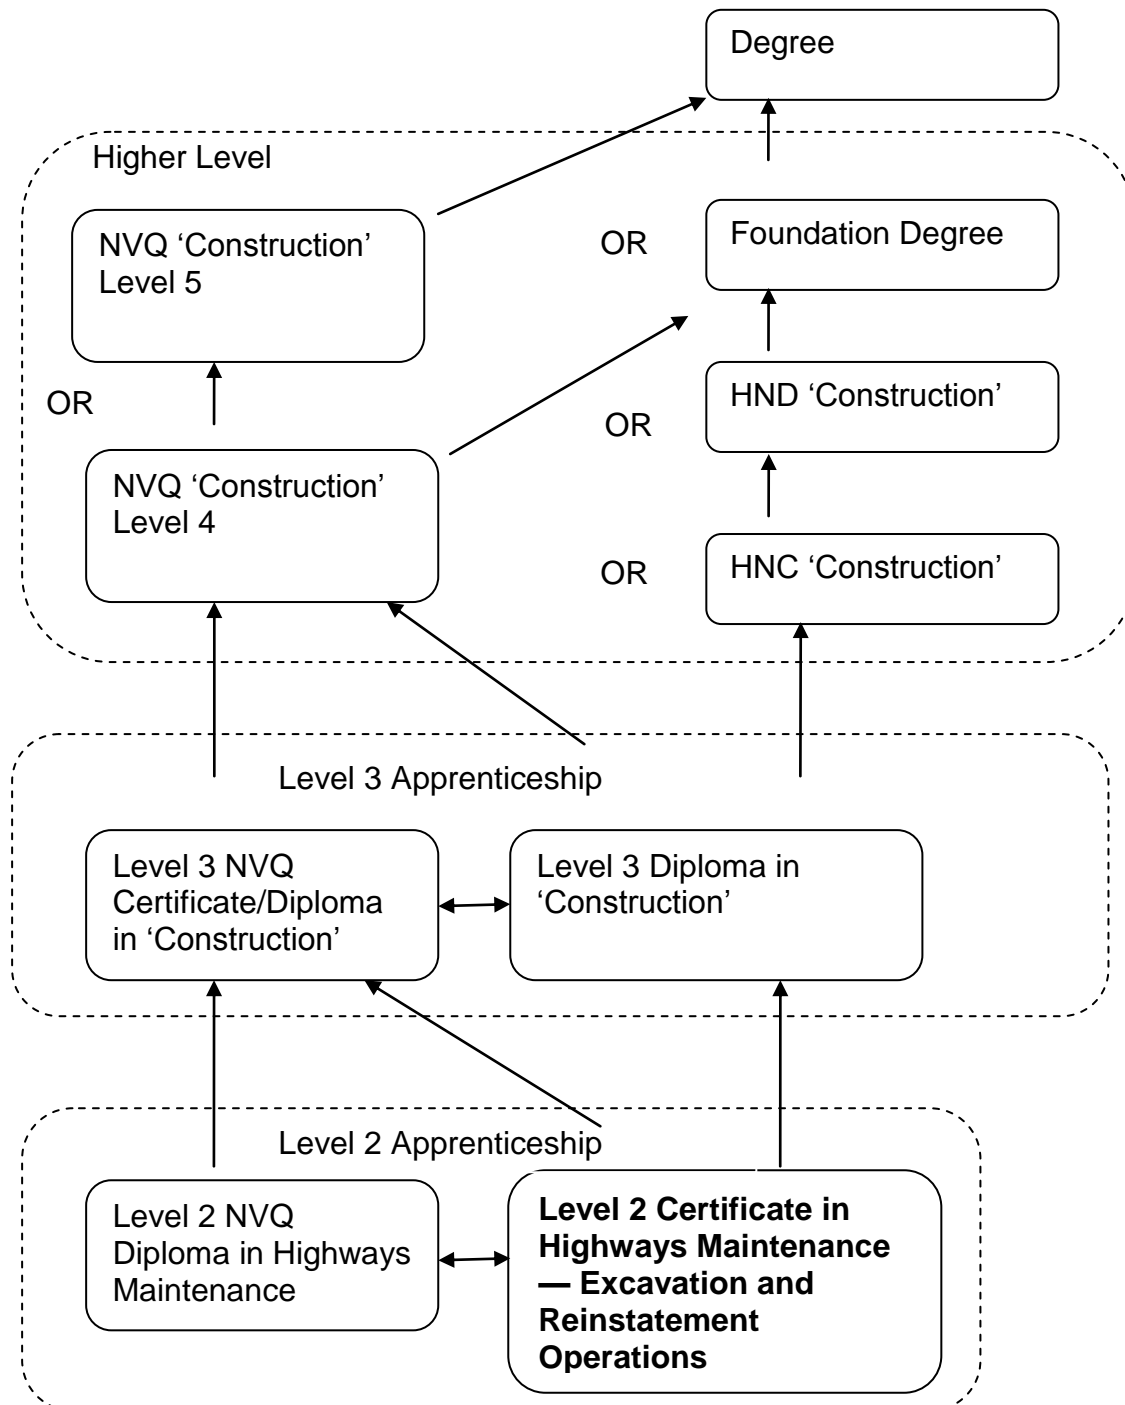 Degree
Higher Level
NVQ ‘Construction’
Level 5
OR
Foundation Degree
OR
HND ‘Construction’
OR
NVQ ‘Construction’
Level 4
OR
HNC ‘Construction’
Level 3 Apprenticeship
Level 3 NVQ
Certificate/Diploma
in ‘Construction’
Level 3 Diploma in
‘Construction’
Level 2 Apprenticeship
Level 2 NVQ
Diploma in Highways
Maintenance
Level 2 Certificate in
Highways Maintenance
— Excavation and
Reinstatement
Operations